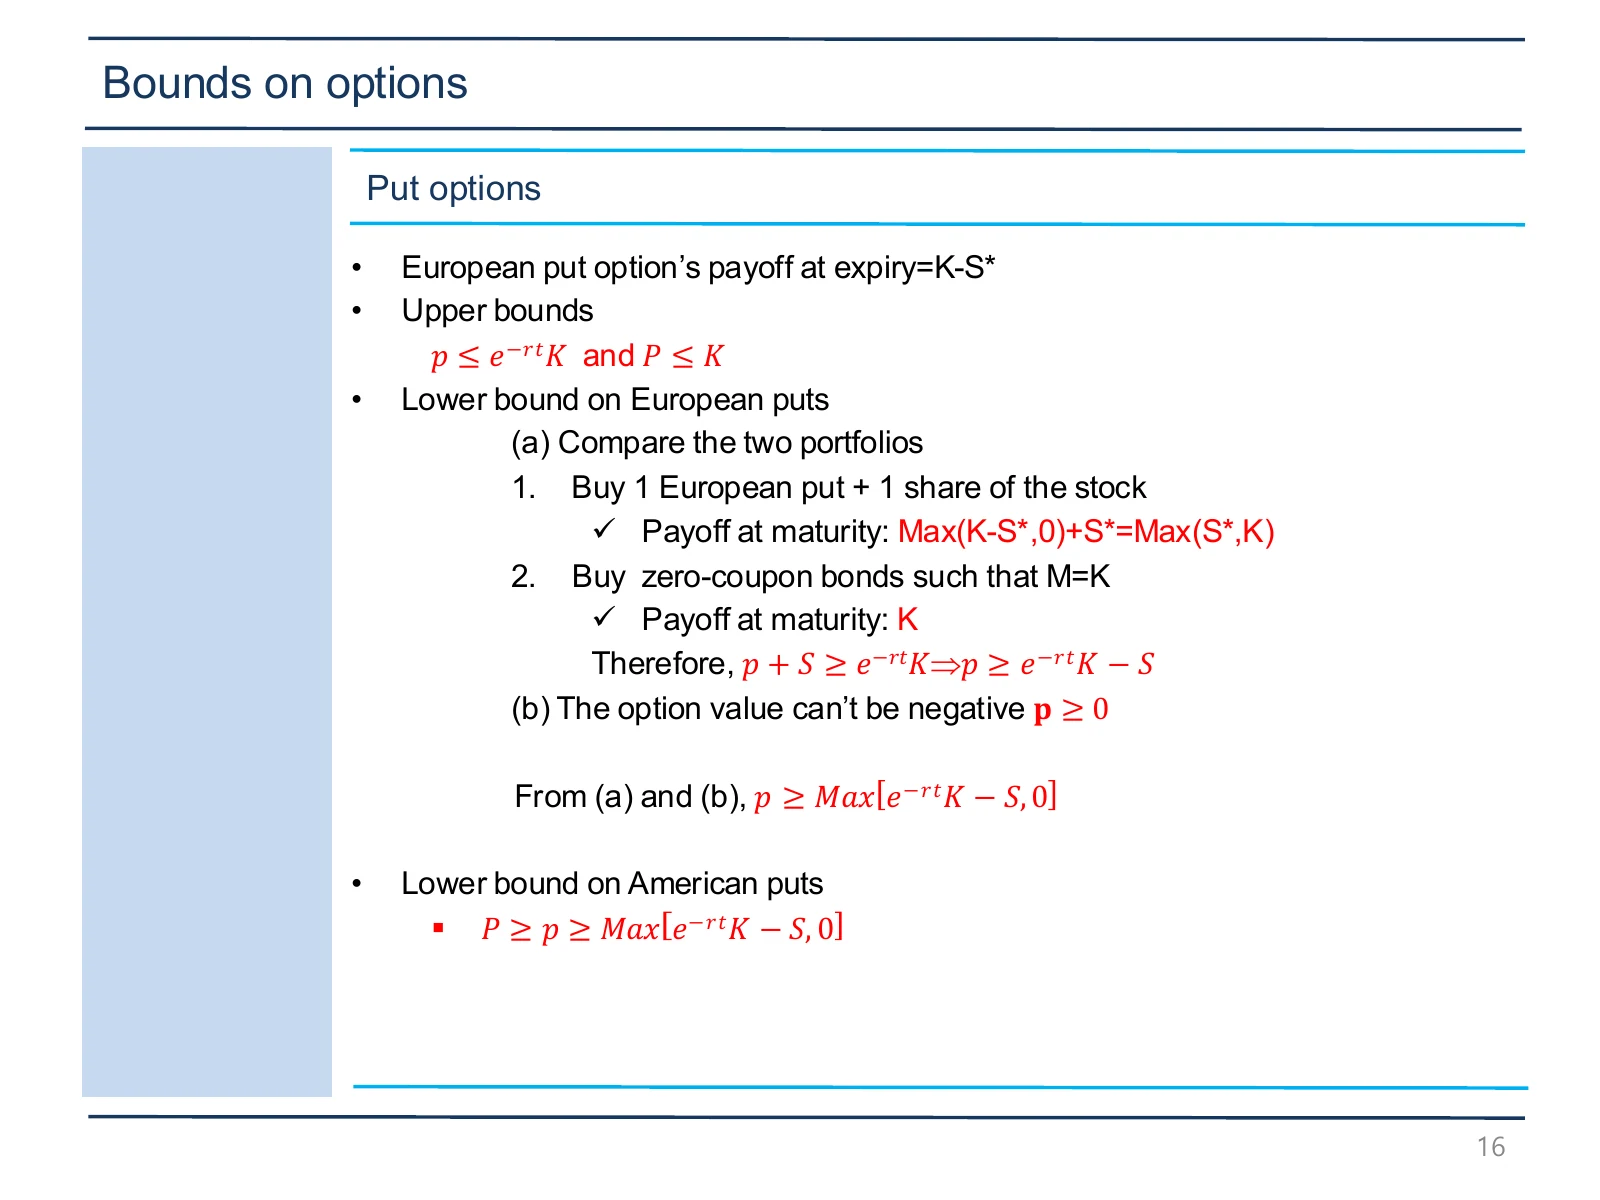 Bounds on options
Put options
• European put option’s payoff at expiry=K-S*
• Upper bounds
p ≤ e^{−rt}K and P ≤ K
• Lower bound on European puts
(a) Compare the two portfolios
1. Buy 1 European put + 1 share of the stock
✓ Payoff at maturity: Max(K-S*,0)+S*=Max(S*,K)
2. Buy zero-coupon bonds such that M=K
✓ Payoff at maturity: K
Therefore, p + S ≥ e^{−rt}K⇒p ≥ e^{−rt}K − S
(b) The option value can’t be negative p ≥ 0
From (a) and (b), p ≥ Max[e^{−rt}K − S, 0]
• Lower bound on American puts
▪ P ≥ p ≥ Max[e^{−rt}K − S, 0]
16